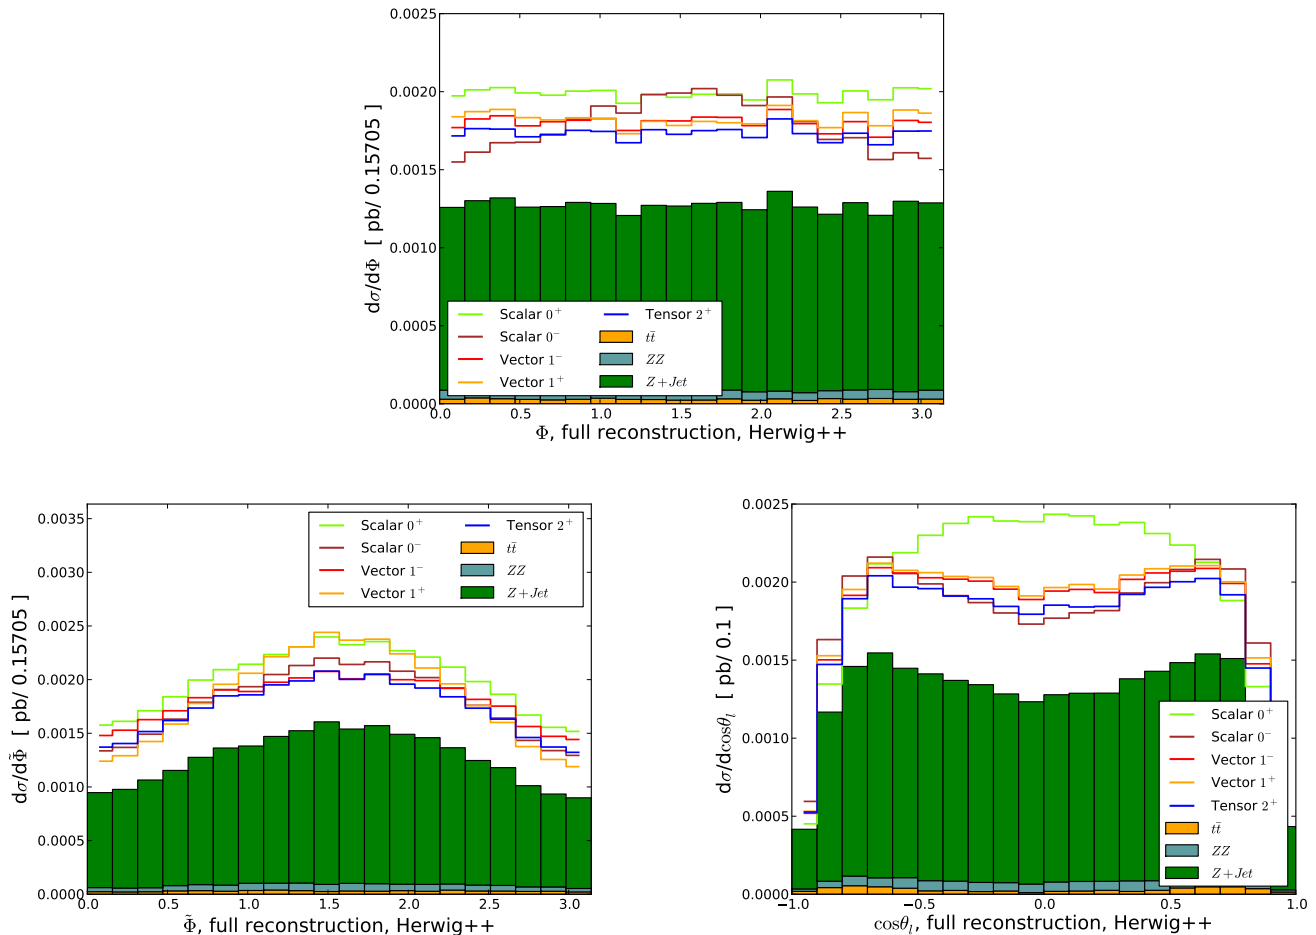 0.0025
0.0020
0.0015
0.0010
0.0005
0.0000
dσ/dΦ [ pb/ 0.15705 ]
Scalar 0⁺
Scalar 0⁻
Vector 1⁻
Vector 1⁺
Tensor 2⁺
tt̄
ZZ
Z+Jet
0.0 0.5 1.0 1.5 2.0 2.5 3.0
Φ, full reconstruction, Herwig++
0.0035
0.0030
0.0025
0.0020
0.0015
0.0010
0.0005
0.0000
dσ/dΦ̃ [ pb/ 0.15705 ]
Scalar 0⁺
Scalar 0⁻
Vector 1⁻
Vector 1⁺
Tensor 2⁺
tt̄
ZZ
Z+Jet
0.0 0.5 1.0 1.5 2.0 2.5 3.0
Φ̃, full reconstruction, Herwig++
0.0025
0.0020
0.0015
0.0010
0.0005
0.0000
dσ/dcosθₗ [ pb/ 0.1 ]
Scalar 0⁺
Scalar 0⁻
Vector 1⁻
Vector 1⁺
Tensor 2⁺
tt̄
ZZ
Z+Jet
−1.0 −0.5 0.0 0.5 1.0
cosθₗ, full reconstruction, Herwig++